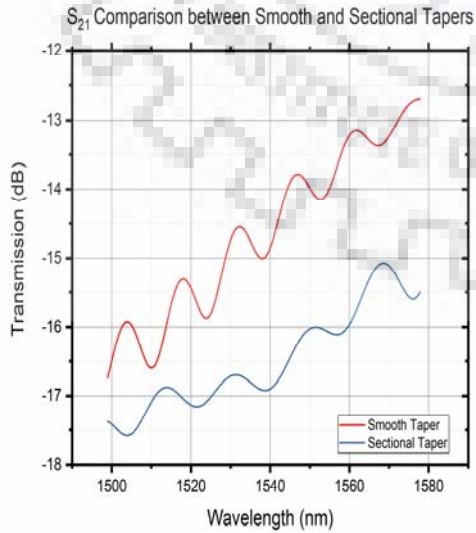 S₂₁ Comparison between Smooth and Sectional Tapers
-12
-13
-14
-15
-16
-17
-18
Transmission (dB)
Smooth Taper
Sectional Taper
1500 1520 1540 1560 1580
Wavelength (nm)